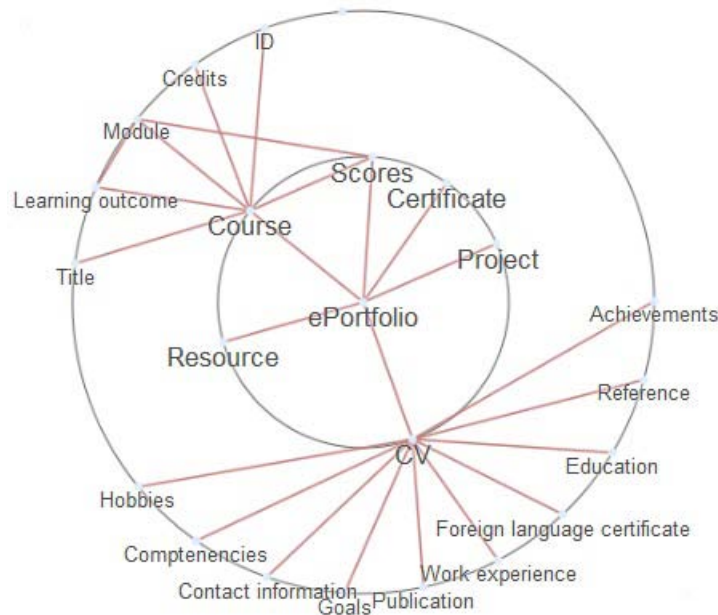 ID
Credits
Module
Scores
Learning outcome
Certificate
Course
Project
Title
Achievements
ePortfolio
Resource
Reference
CV
Education
Hobbies
Foreign language certificate
Comptenencies
Work experience
Contact information
Publication
Goals